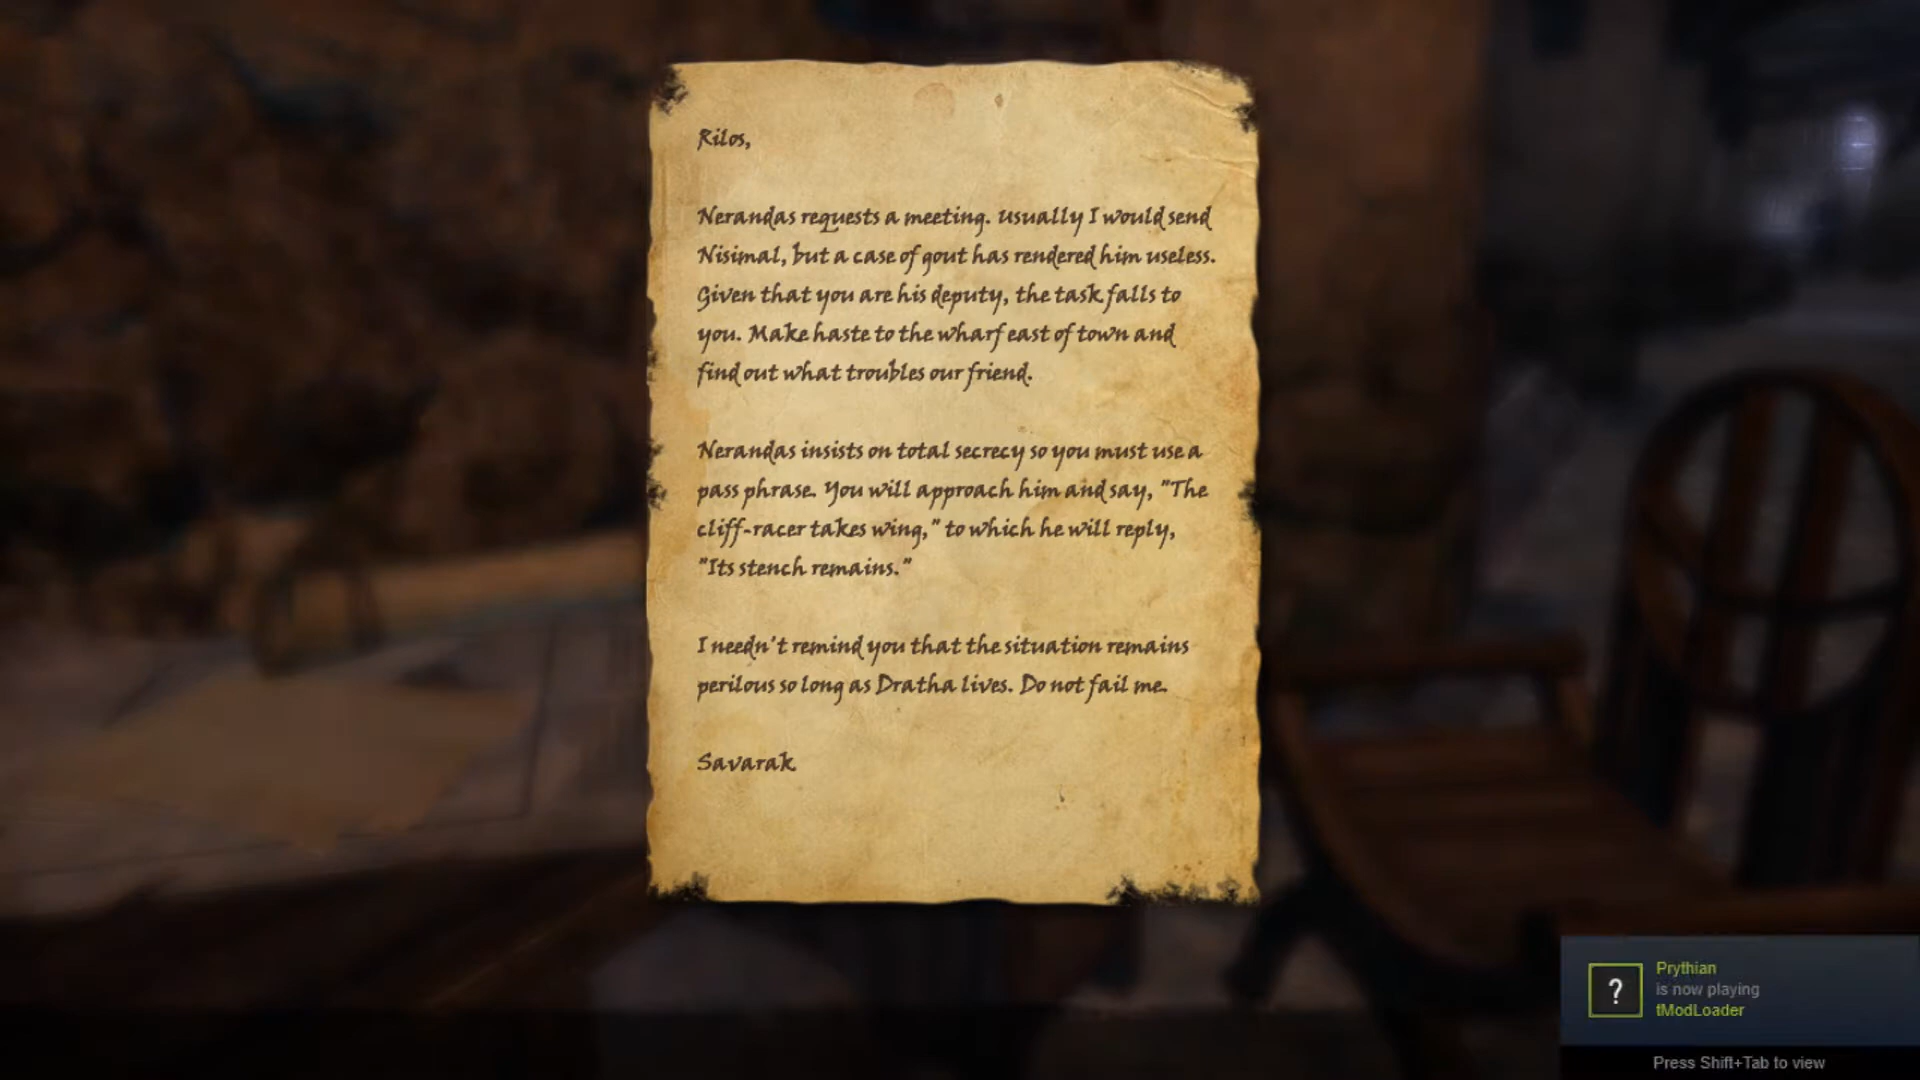 Rilos,
Nerandas requests a meeting. Usually I would send
Nisimal, but a case of gout has rendered him useless.
Given that you are his deputy, the task falls to
you. Make haste to the wharf east of town and
find out what troubles our friend.
Nerandas insists on total secrecy so you must use a
pass phrase. You will approach him and say, "The
cliff-racer takes wing," to which he will reply,
"Its stench remains."
I needn't remind you that the situation remains
perilous so long as Dratha lives. Do not fail me.
Savarak
?
Prythian
is now playing
tModLoader
Press Shift+Tab to view